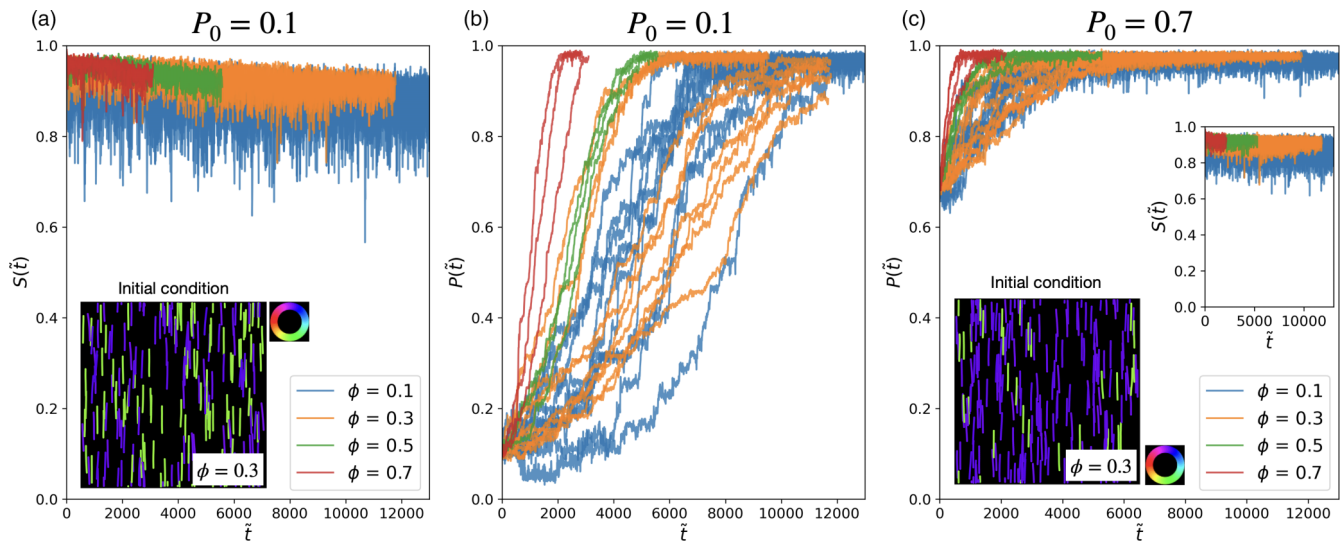 (a) P₀ = 0.1
1.0
0.8
0.6
S(t̃)
0.4
0.2
0.0
0 2000 4000 6000 8000 10000 12000
t̃
Initial condition
ϕ = 0.3
ϕ = 0.1
ϕ = 0.3
ϕ = 0.5
ϕ = 0.7
(b) P₀ = 0.1
1.0
0.8
0.6
P(t̃)
0.4
0.2
0.0
0 2000 4000 6000 8000 10000 12000
t̃
(c) P₀ = 0.7
1.0
0.8
0.6
P(t̃)
0.4
0.2
0.0
0 2000 4000 6000 8000 10000 12000
t̃
1.0
0.8
0.6
S(t̃)
0.4
0.2
0.0
0 5000 10000
t̃
Initial condition
ϕ = 0.3
ϕ = 0.1
ϕ = 0.3
ϕ = 0.5
ϕ = 0.7